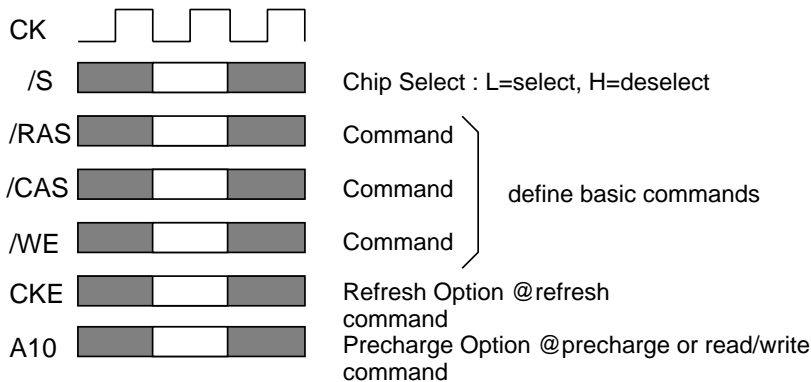 CK
/S Chip Select : L=select, H=deselect
/RAS Command
/CAS Command define basic commands
/WE Command
CKE Refresh Option @refresh
command
A10 Precharge Option @precharge or read/write
command